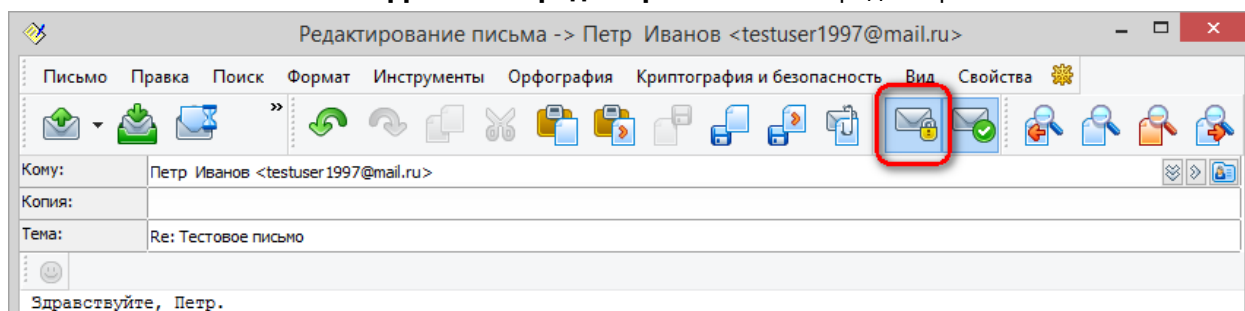 Редактирование письма -> Петр Иванов <testuser1997@mail.ru>
Письмо Правка Поиск Формат Инструменты Орфография Криптография и безопасность Вид Свойства
Кому: Петр Иванов <testuser1997@mail.ru>
Копия:
Тема: Re: Тестовое письмо
Здравствуйте, Петр.